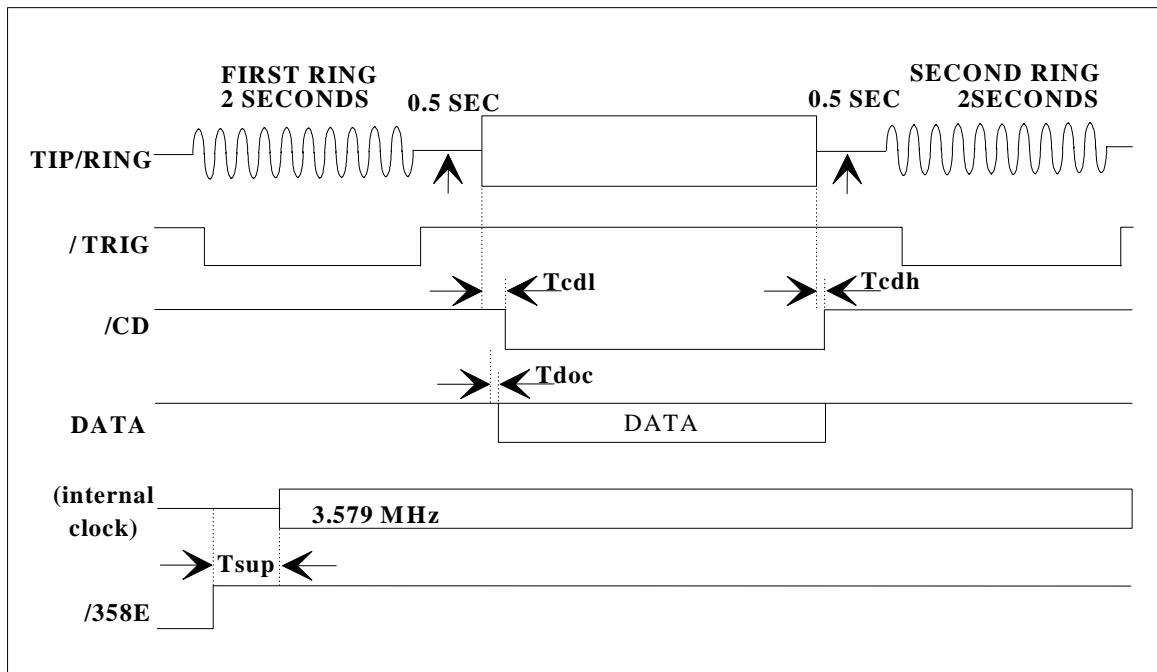 FIRST RING
2 SECONDS
0.5 SEC
0.5 SEC
SECOND RING
2SECONDS
TIP/RING
/ TRIG
Tcdl
Tcdh
/CD
Tdoc
DATA
DATA
(internal
clock)
3.579 MHz
Tsup
/358E